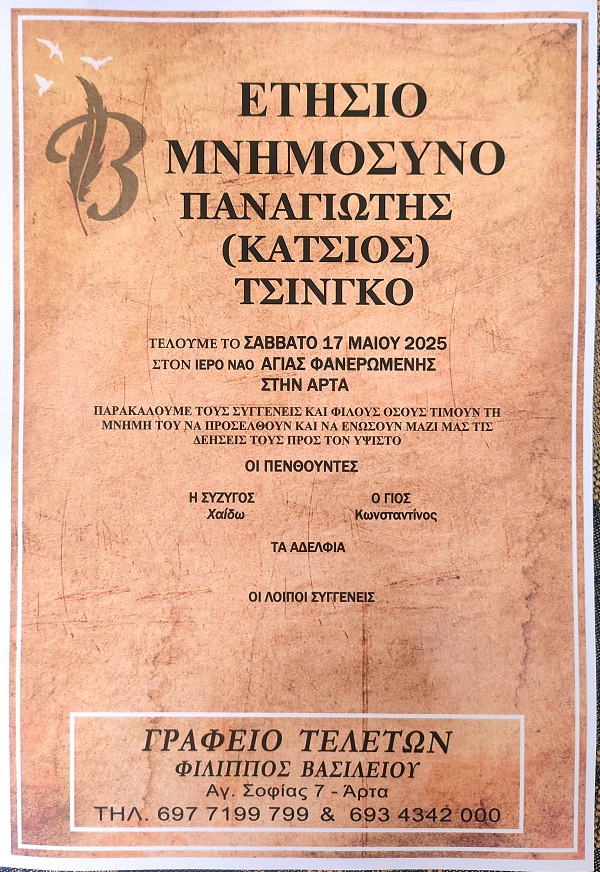 Β
ΕΤΗΣΙΟ
ΜΝΗΜΟΣΥΝΟ
ΠΑΝΑΓΙΩΤΗΣ
(ΚΑΤΣΙΟΣ)
ΤΣΙΝΓΚΟ
ΤΕΛΟΥΜΕ ΤΟ ΣΑΒΒΑΤΟ 17 ΜΑΙΟΥ 2025
ΣΤΟΝ ΙΕΡΟ ΝΑΟ ΑΓΙΑΣ ΦΑΝΕΡΩΜΕΝΗΣ
ΣΤΗΝ ΑΡΤΑ
ΠΑΡΑΚΑΛΟΥΜΕ ΤΟΥΣ ΣΥΓΓΕΝΕΙΣ ΚΑΙ ΦΙΛΟΥΣ ΟΣΟΥΣ ΤΙΜΟΥΝ ΤΗ
ΜΝΗΜΗ ΤΟΥ ΝΑ ΠΡΟΣΕΛΘΟΥΝ ΚΑΙ ΝΑ ΕΝΩΣΟΥΝ ΜΑΖΙ ΜΑΣ ΤΙΣ
ΔΕΗΣΕΙΣ ΤΟΥΣ ΠΡΟΣ ΤΟΝ ΥΨΙΣΤΟ
ΟΙ ΠΕΝΘΟΥΝΤΕΣ
Η ΣΥΖΥΓΟΣ Ο ΓΙΟΣ
Χαίδω Κωνσταντίνος
ΤΑ ΑΔΕΛΦΙΑ
ΟΙ ΛΟΙΠΟΙ ΣΥΓΓΕΝΕΙΣ
ΓΡΑΦΕΙΟ ΤΕΛΕΤΩΝ
ΦΙΛΙΠΠΟΣ ΒΑΣΙΛΕΙΟΥ
Αγ. Σοφίας 7 - Άρτα
ΤΗΛ. 697 7199 799 & 693 4342 000